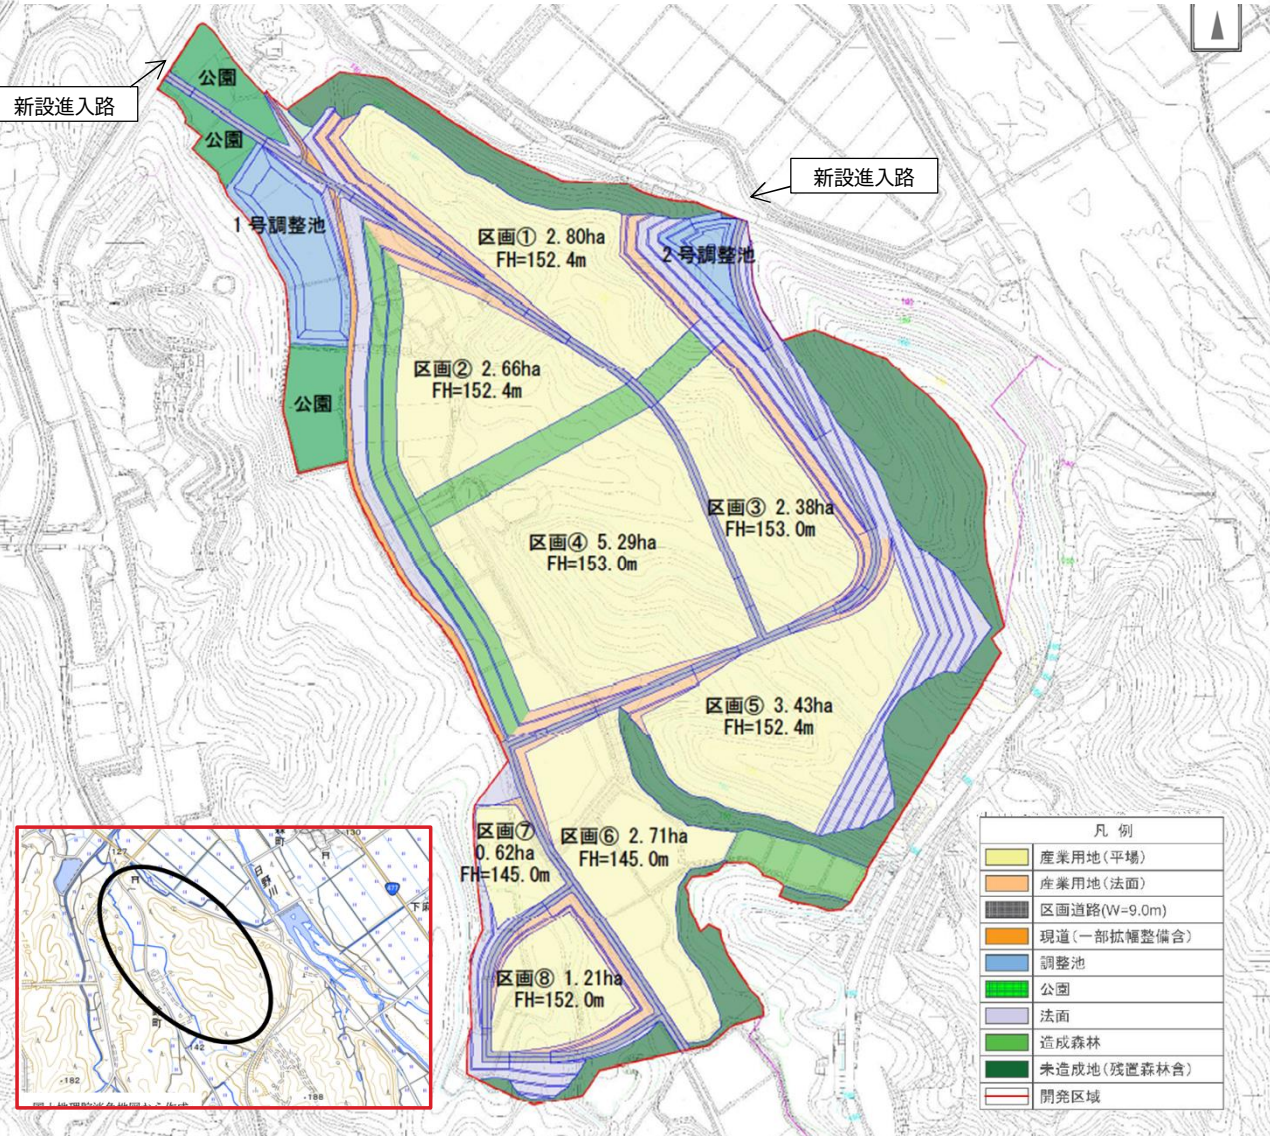 公園
新設進入路
公園
新設進入路
1号調整池
区画① 2.80ha
FH=152.4m
2号調整池
区画② 2.66ha
FH=152.4m
公園
区画③ 2.38ha
FH=153.0m
区画④ 5.29ha
FH=153.0m
区画⑤ 3.43ha
FH=152.4m
区画⑦
0.62ha
FH=145.0m
区画⑥ 2.71ha
FH=145.0m
区画⑧ 1.21ha
FH=152.0m
127
130
日野川
477
142
182
188
凡 例
産業用地(平場)
産業用地(法面)
区画道路(W=9.0m)
現道(一部拡幅整備含)
調整池
公園
法面
造成森林
未造成地(残置森林含)
開発区域